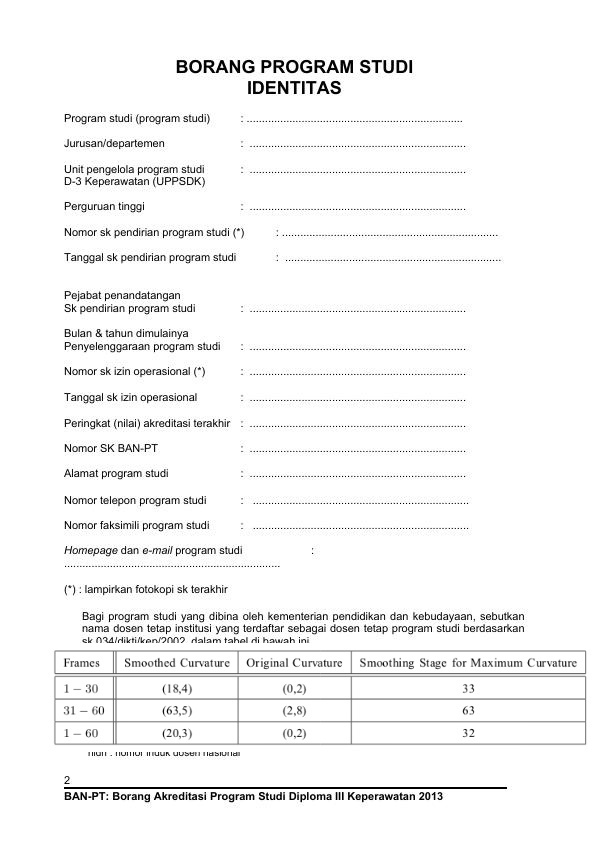 BORANG PROGRAM STUDI
IDENTITAS
Program studi (program studi) : ......................................................................
Jurusan/departemen : ......................................................................
Unit pengelola program studi : ......................................................................
D-3 Keperawatan (UPPSDK)
Perguruan tinggi : ......................................................................
Nomor sk pendirian program studi (*) : ......................................................................
Tanggal sk pendirian program studi : ......................................................................
Pejabat penandatangan
Sk pendirian program studi : ......................................................................
Bulan & tahun dimulainya
Penyelenggaraan program studi : ......................................................................
Nomor sk izin operasional (*) : ......................................................................
Tanggal sk izin operasional : ......................................................................
Peringkat (nilai) akreditasi terakhir : ......................................................................
Nomor SK BAN-PT : ......................................................................
Alamat program studi : ......................................................................
Nomor telepon program studi : ......................................................................
Nomor faksimili program studi : ......................................................................
Homepage dan e-mail program studi :
......................................................................
(*) : lampirkan fotokopi sk terakhir
Bagi program studi yang dibina oleh kementerian pendidikan dan kebudayaan, sebutkan
nama dosen tetap institusi yang terdaftar sebagai dosen tetap program studi berdasarkan
sk 034/dikti/kep/2002, dalam tabel di bawah ini.
Frames Smoothed Curvature Original Curvature Smoothing Stage for Maximum Curvature
1 – 30 (18,4) (0,2) 33
31 – 60 (63,5) (2,8) 63
1 – 60 (20,3) (0,2) 32
nidn : nomor induk dosen nasional
2
BAN-PT: Borang Akreditasi Program Studi Diploma III Keperawatan 2013